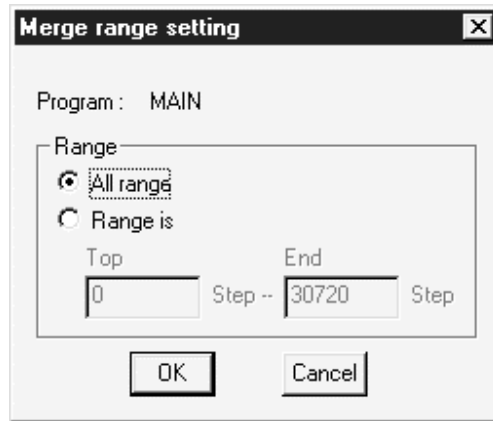 Merge range setting
Program : MAIN
Range
All range
Range is
Top End
0 Step -- 30720 Step
OK Cancel